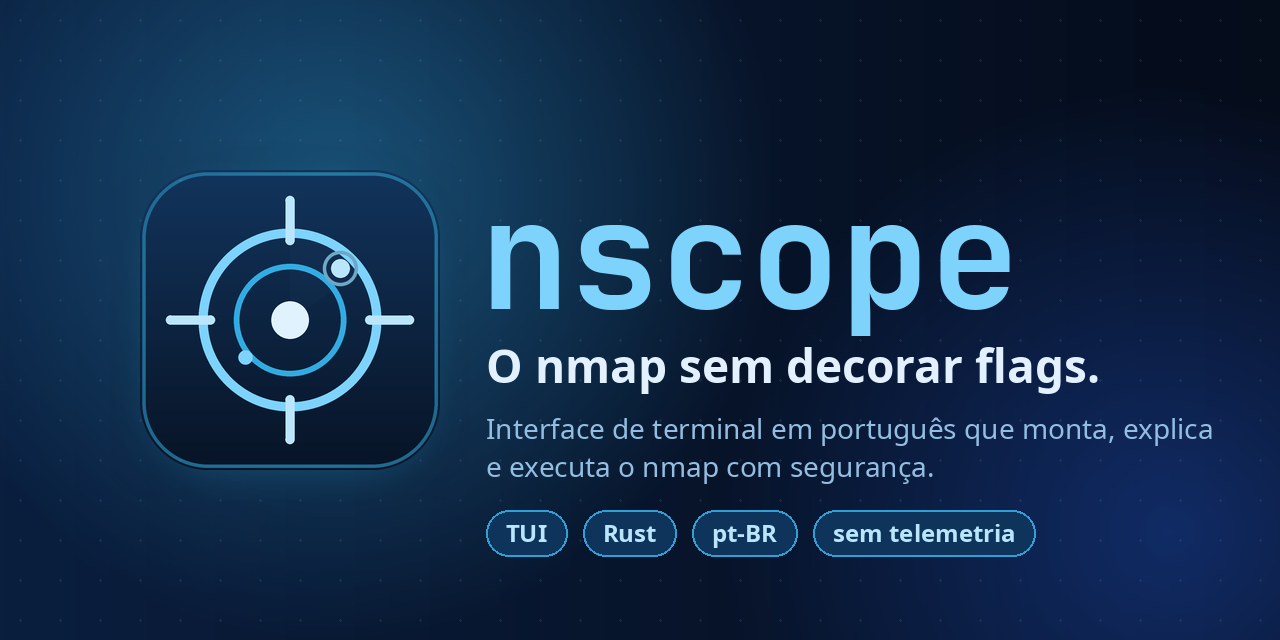 nscope
O nmap sem decorar flags.
Interface de terminal em português que monta, explica
e executa o nmap com segurança.
TUI Rust pt-BR sem telemetria